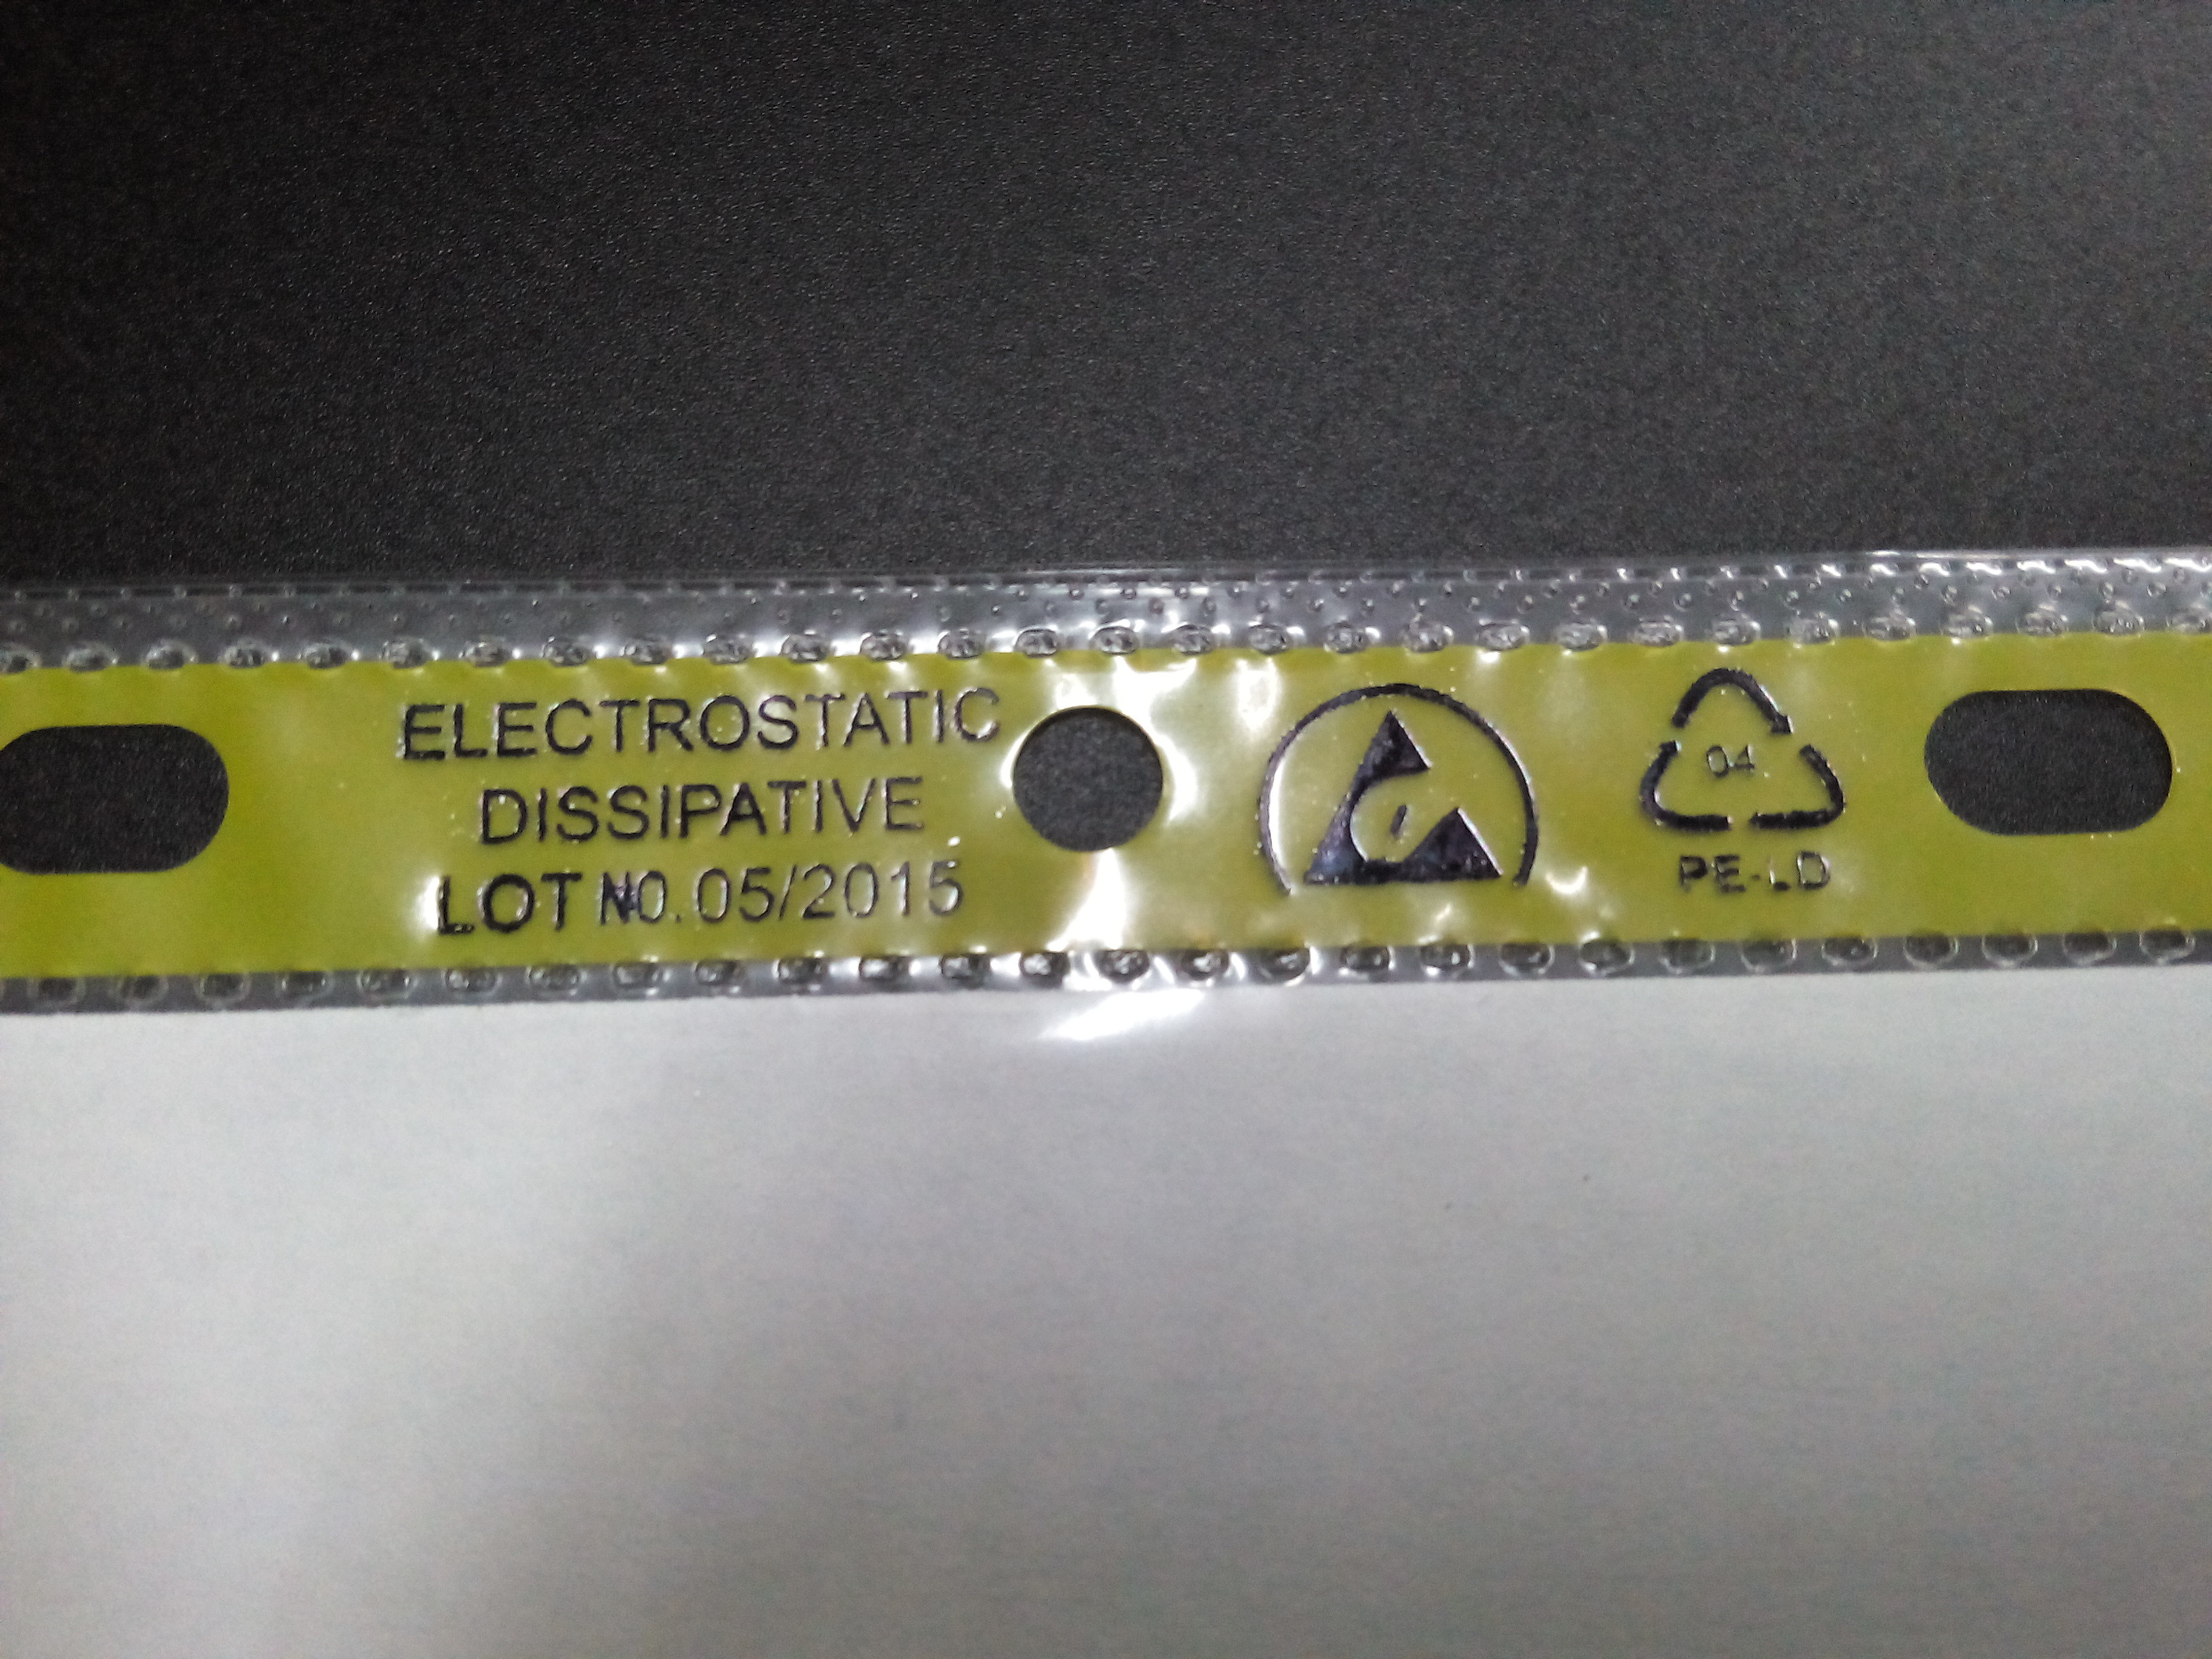 ELECTROSTATIC
DISSIPATIVE
LOT NO. 05/2015
04
PE-LD